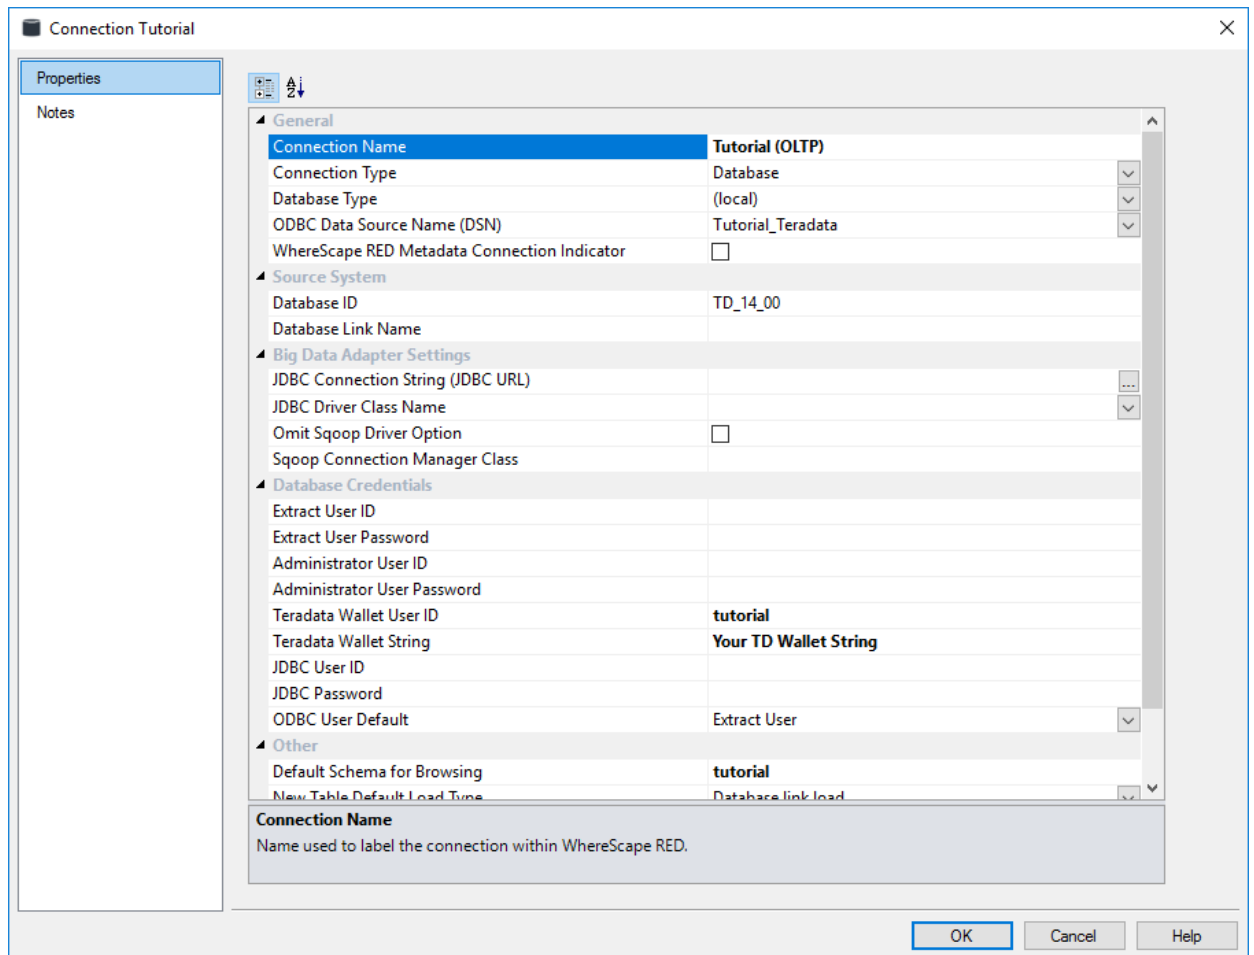 Connection Tutorial
Properties
Notes
General
Connection Name Tutorial (OLTP)
Connection Type Database
Database Type (local)
ODBC Data Source Name (DSN) Tutorial_Teradata
WhereScape RED Metadata Connection Indicator
Source System
Database ID TD_14_00
Database Link Name
Big Data Adapter Settings
JDBC Connection String (JDBC URL) ...
JDBC Driver Class Name
Omit Sqoop Driver Option
Sqoop Connection Manager Class
Database Credentials
Extract User ID
Extract User Password
Administrator User ID
Administrator User Password
Teradata Wallet User ID tutorial
Teradata Wallet String Your TD Wallet String
JDBC User ID
JDBC Password
ODBC User Default Extract User
Other
Default Schema for Browsing tutorial
New Table Default Load Type Database link load
Connection Name
Name used to label the connection within WhereScape RED.
OK Cancel Help